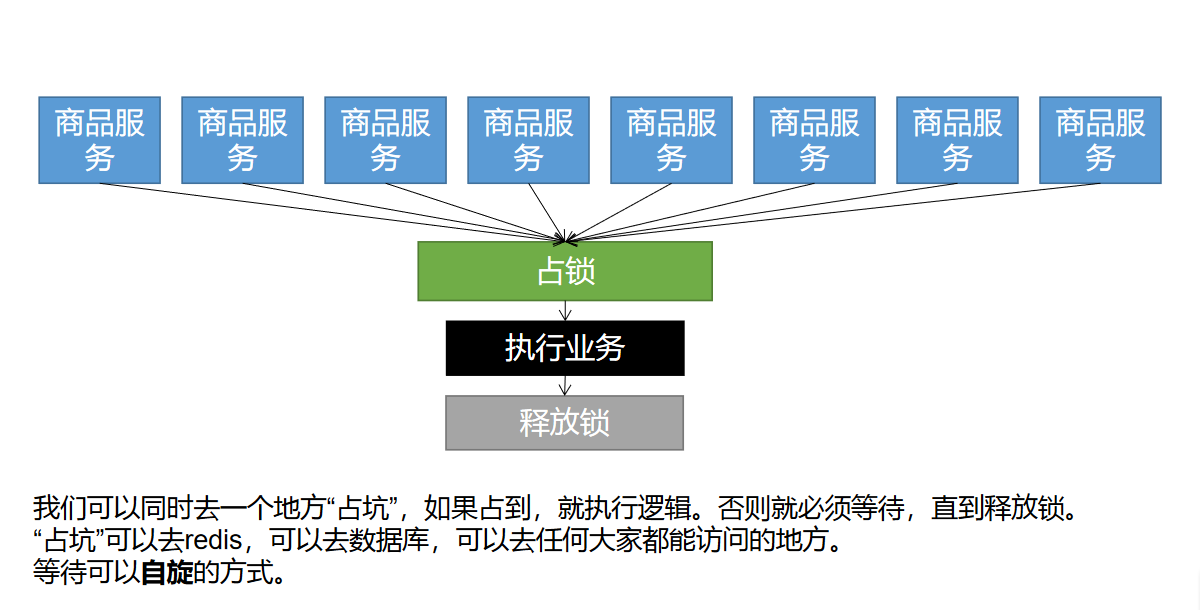 商品服
务
商品服
务
商品服
务
商品服
务
商品服
务
商品服
务
商品服
务
商品服
务
占锁
执行业务
释放锁
我们可以同时去一个地方“占坑”，如果占到，就执行逻辑。否则就必须等待，直到释放锁。
“占坑”可以去redis，可以去数据库，可以去任何大家都能访问的地方。
等待可以自旋的方式。